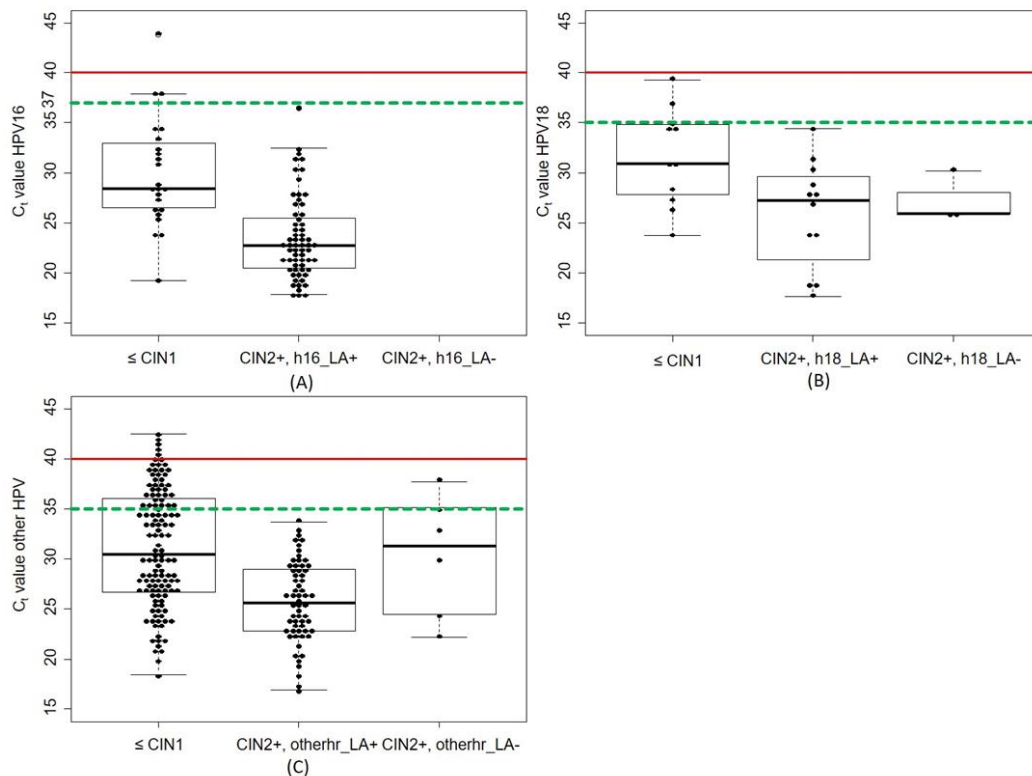 45
40
37
35
30
25
20
15
Ct value HPV16
≤ CIN1
CIN2+, h16_LA+
CIN2+, h16_LA-
(A)
45
40
35
30
25
20
15
Ct value HPV18
≤ CIN1
CIN2+, h18_LA+
CIN2+, h18_LA-
(B)
45
40
35
30
25
20
15
Ct value other HPV
≤ CIN1
CIN2+, otherhr_LA+
CIN2+, otherhr_LA-
(C)